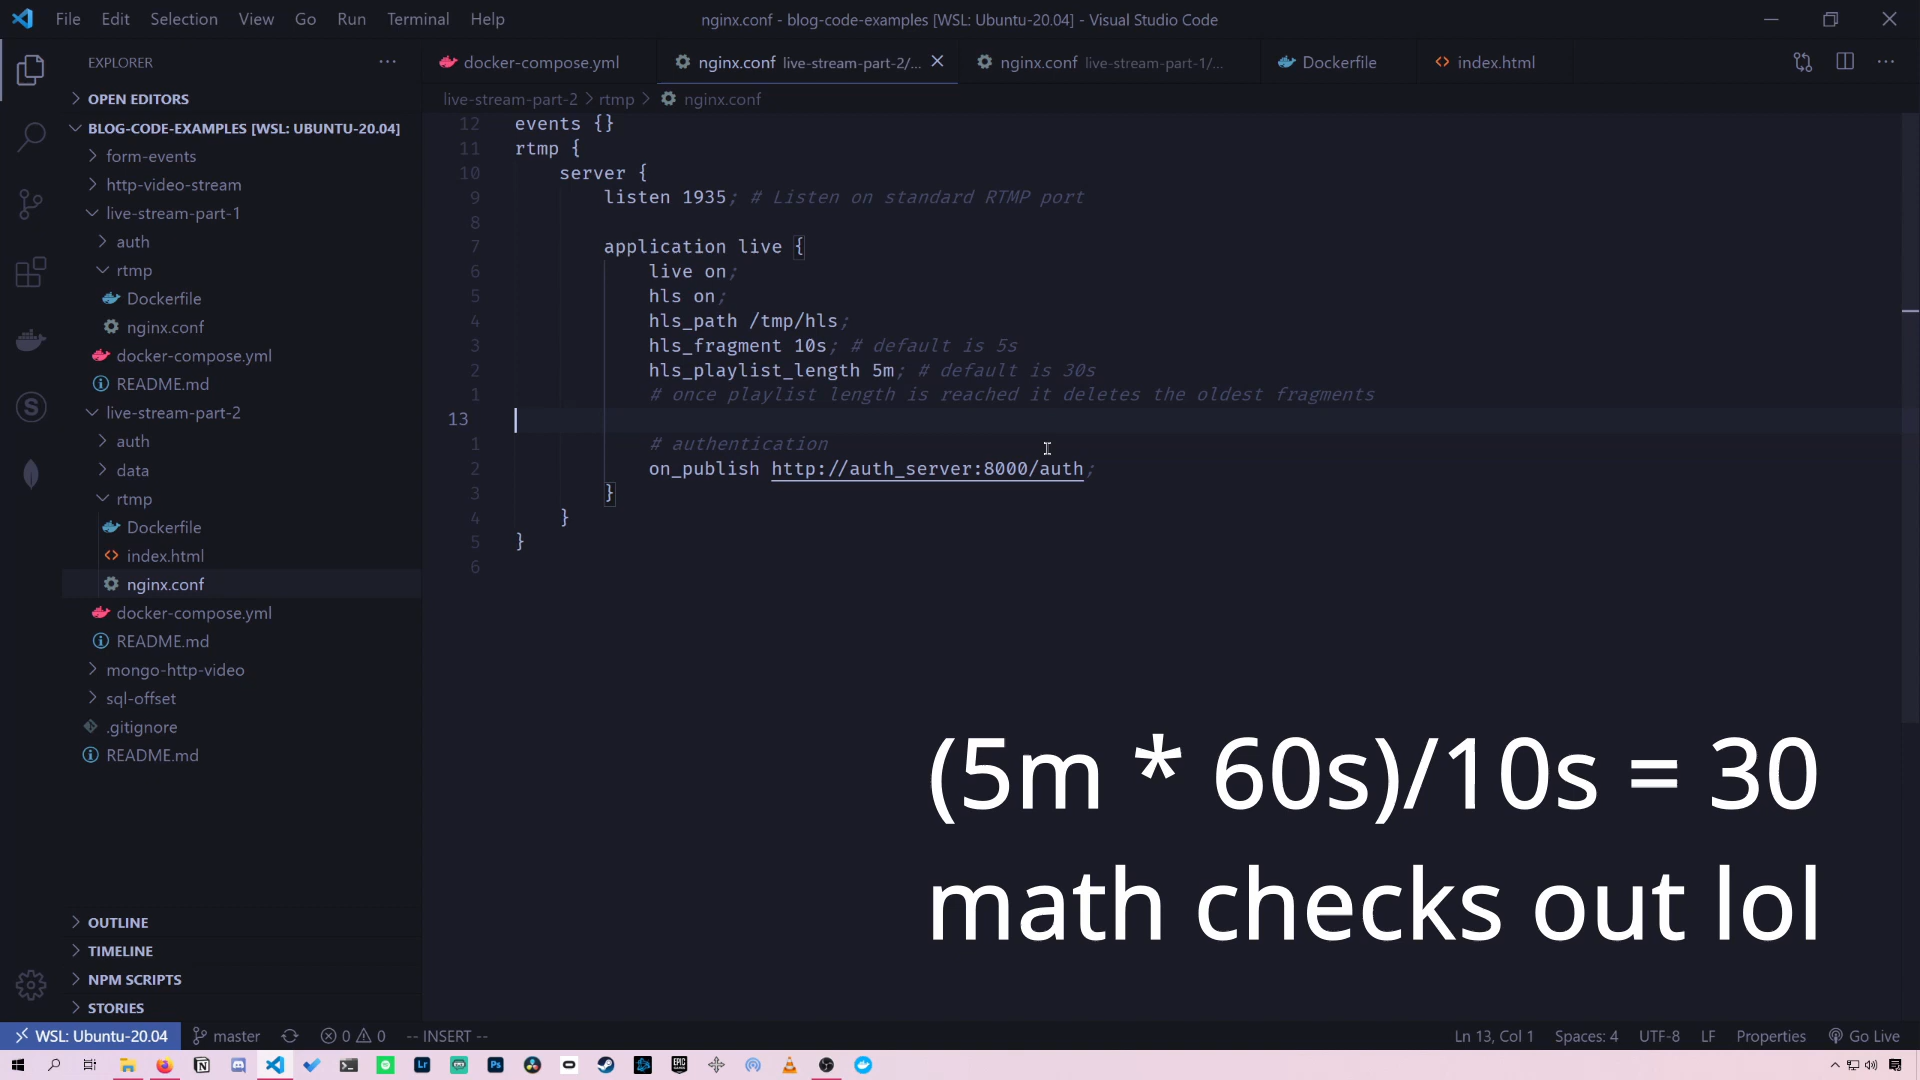 File Edit Selection View Go Run Terminal Help
nginx.conf - blog-code-examples [WSL: Ubuntu-20.04] - Visual Studio Code
EXPLORER
OPEN EDITORS
BLOG-CODE-EXAMPLES [WSL: UBUNTU-20.04]
form-events
http-video-stream
live-stream-part-1
auth
rtmp
Dockerfile
nginx.conf
docker-compose.yml
README.md
live-stream-part-2
auth
data
rtmp
Dockerfile
index.html
nginx.conf
docker-compose.yml
README.md
mongo-http-video
sql-offset
.gitignore
README.md
OUTLINE
TIMELINE
NPM SCRIPTS
STORIES
docker-compose.yml
nginx.conf live-stream-part-2/...
nginx.conf live-stream-part-1/...
Dockerfile
index.html
live-stream-part-2 > rtmp > nginx.conf
12 events {}
11 rtmp {
10 server {
9 listen 1935; # Listen on standard RTMP port
8
7 application live {
6 live on;
5 hls on;
4 hls_path /tmp/hls;
3 hls_fragment 10s; # default is 5s
2 hls_playlist_length 5m; # default is 30s
1 # once playlist length is reached it deletes the oldest fragments
13
1 # authentication
2 on_publish http://auth_server:8000/auth;
3 }
4 }
5 }
6
(5m * 60s)/10s = 30
math checks out lol
WSL: Ubuntu-20.04 master 0 0 -- INSERT --
Ln 13, Col 1 Spaces: 4 UTF-8 LF Properties Go Live
Lr Ps
EPIC GAMES